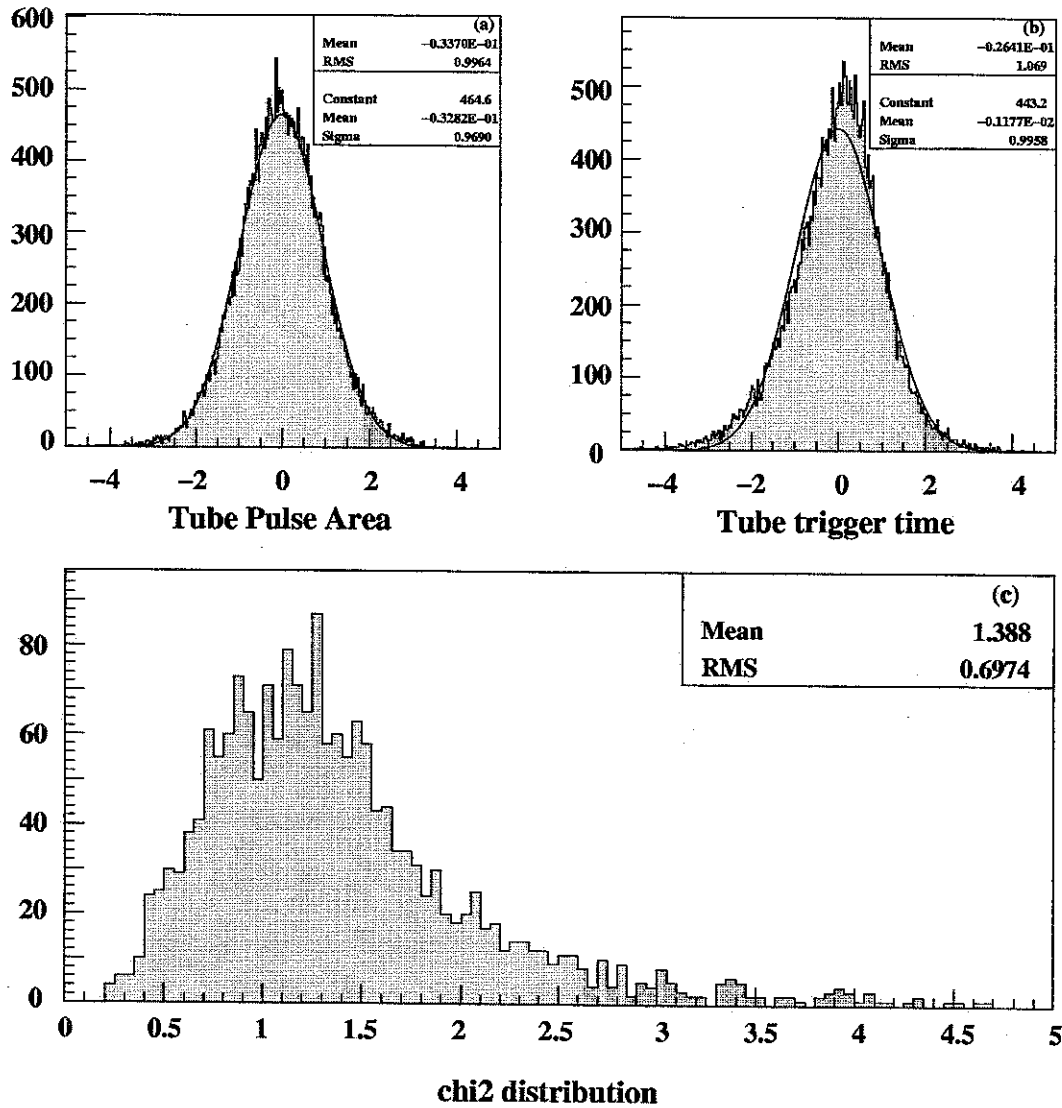 (a)
Mean −0.3370E−01
RMS 0.9964
Constant 464.6
Mean −0.3282E−01
Sigma 0.9690
600
500
400
300
200
100
0
−4 −2 0 2 4
Tube Pulse Area
(b)
Mean −0.2641E−01
RMS 1.069
Constant 443.2
Mean −0.1177E−02
Sigma 0.9958
500
400
300
200
100
0
−4 −2 0 2 4
Tube trigger time
(c)
Mean 1.388
RMS 0.6974
80
60
40
20
0
0 0.5 1 1.5 2 2.5 3 3.5 4 4.5 5
chi2 distribution